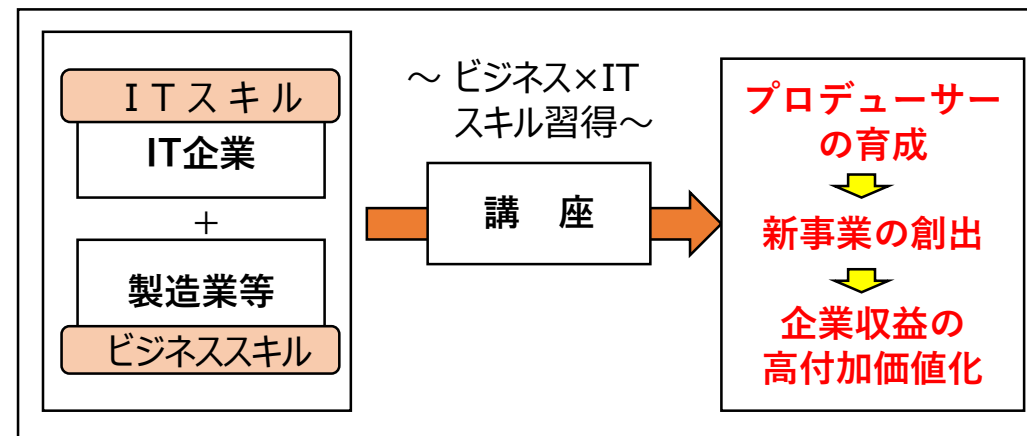 ITスキル
IT企業
+
製造業等
ビジネススキル
～ ビジネス×IT
スキル習得～
講　座
プロデューサー
の育成
新事業の創出
企業収益の
高付加価値化